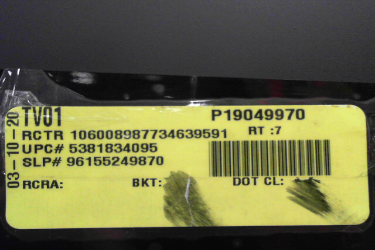 03-10-20
TV01 P19049970
RCTR 106008987734639591 RT :7
UPC# 5381834095
SLP# 96155249870
RCRA: BKT: DOT CL: